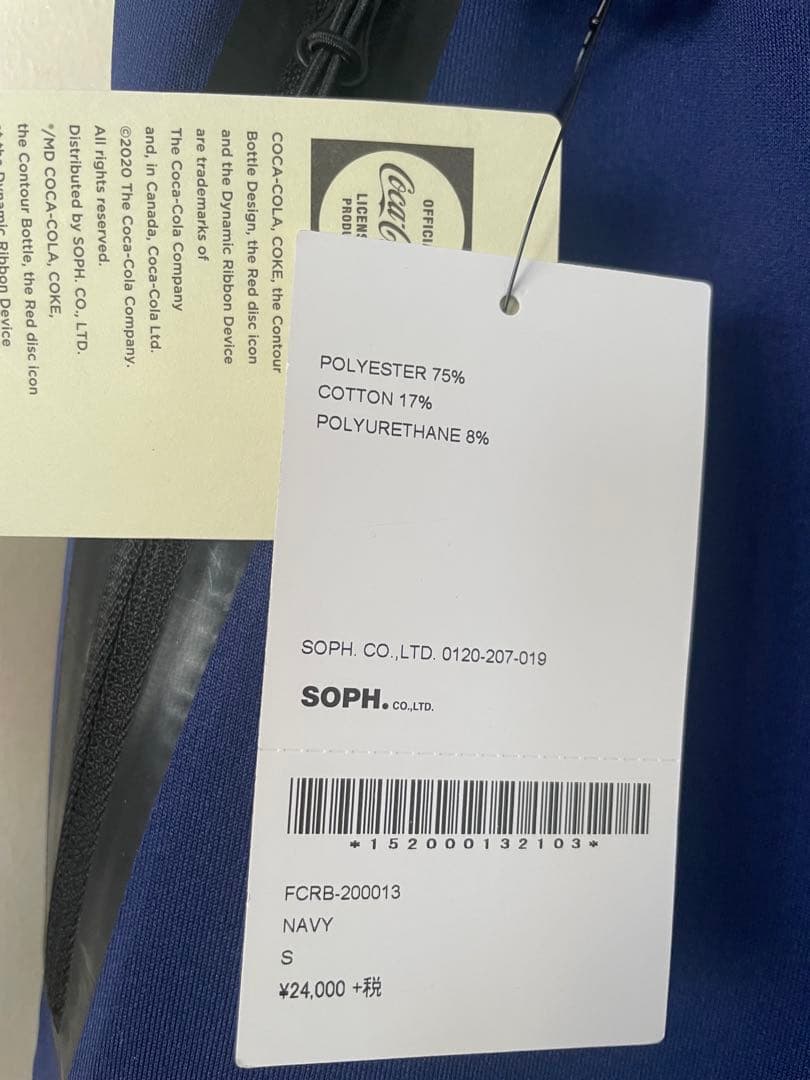 COCA-COLA, COKE, the Contour
Bottle Design, the Red disc icon
and the Dynamic Ribbon Device
are trademarks of
The Coca-Cola Company
and, in Canada, Coca-Cola Ltd.
©2020 The Coca-Cola Company.
All rights reserved.
Distributed by SOPH. CO., LTD.
*/MD COCA-COLA, COKE,
the Contour Bottle, the Red disc icon
Ribbon Device
POLYESTER 75%
COTTON 17%
POLYURETHANE 8%
SOPH. CO.,LTD. 0120-207-019
SOPH. CO.,LTD.
*152000132103*
FCRB-200013
NAVY
S
¥24,000 +税